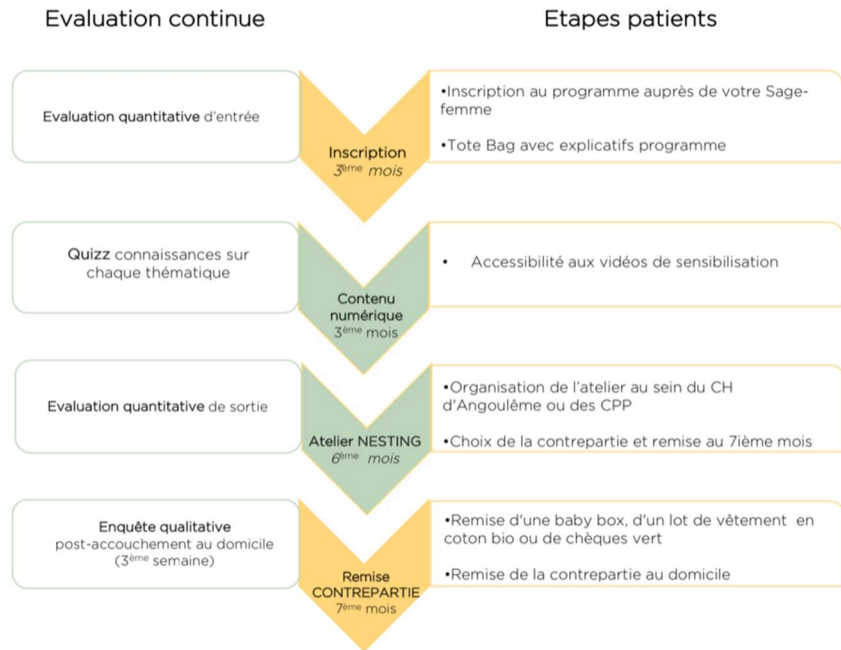 Evaluation continue
Etapes patients
Evaluation quantitative d'entrée
Inscription
3ème mois
•Inscription au programme auprès de votre Sage-
femme
•Tote Bag avec explicatifs programme
Quizz connaissances sur
chaque thématique
Contenu
numérique
3ème mois
• Accessibilité aux vidéos de sensibilisation
Evaluation quantitative de sortie
Atelier NESTING
6ème mois
•Organisation de l'atelier au sein du CH
d'Angoulême ou des CPP
•Choix de la contrepartie et remise au 7ième mois
Enquête qualitative
post-accouchement au domicile
(3ème semaine)
Remise
CONTREPARTIE
7ème mois
•Remise d'une baby box, d'un lot de vêtement en
coton bio ou de chèques vert
•Remise de la contrepartie au domicile